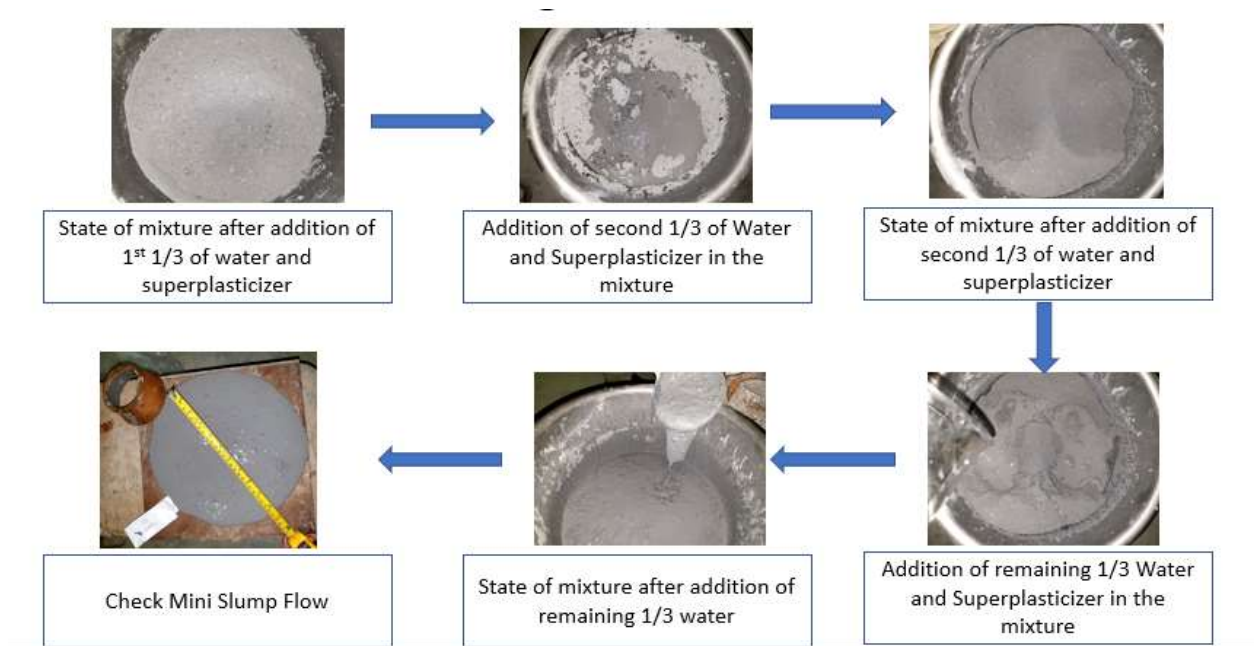 State of mixture after addition of
1st 1/3 of water and
superplasticizer
Addition of second 1/3 of Water
and Superplasticizer in the
mixture
State of mixture after addition of
second 1/3 of water and
superplasticizer
Addition of remaining 1/3 Water
and Superplasticizer in the
mixture
State of mixture after addition of
remaining 1/3 water
Check Mini Slump Flow